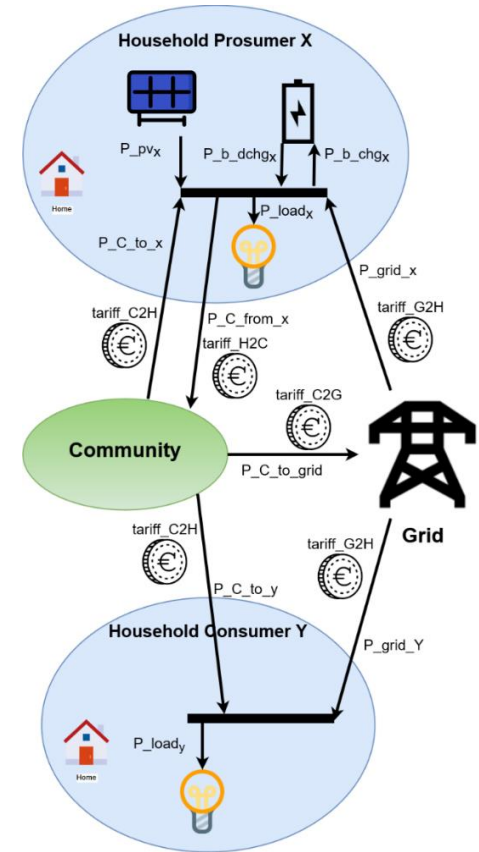 Household Prosumer X
P_pvx
P_b_dchgx
P_b_chgx
Home
P_loadx
P_C_to_x
P_grid_x
tariff_C2H
P_C_from_x
tariff_G2H
€
tariff_H2C
€
€
tariff_C2G
€
Community
P_C_to_grid
Grid
tariff_C2H
tariff_G2H
€
€
P_C_to_y
Household Consumer Y
P_grid_Y
P_loady
Home